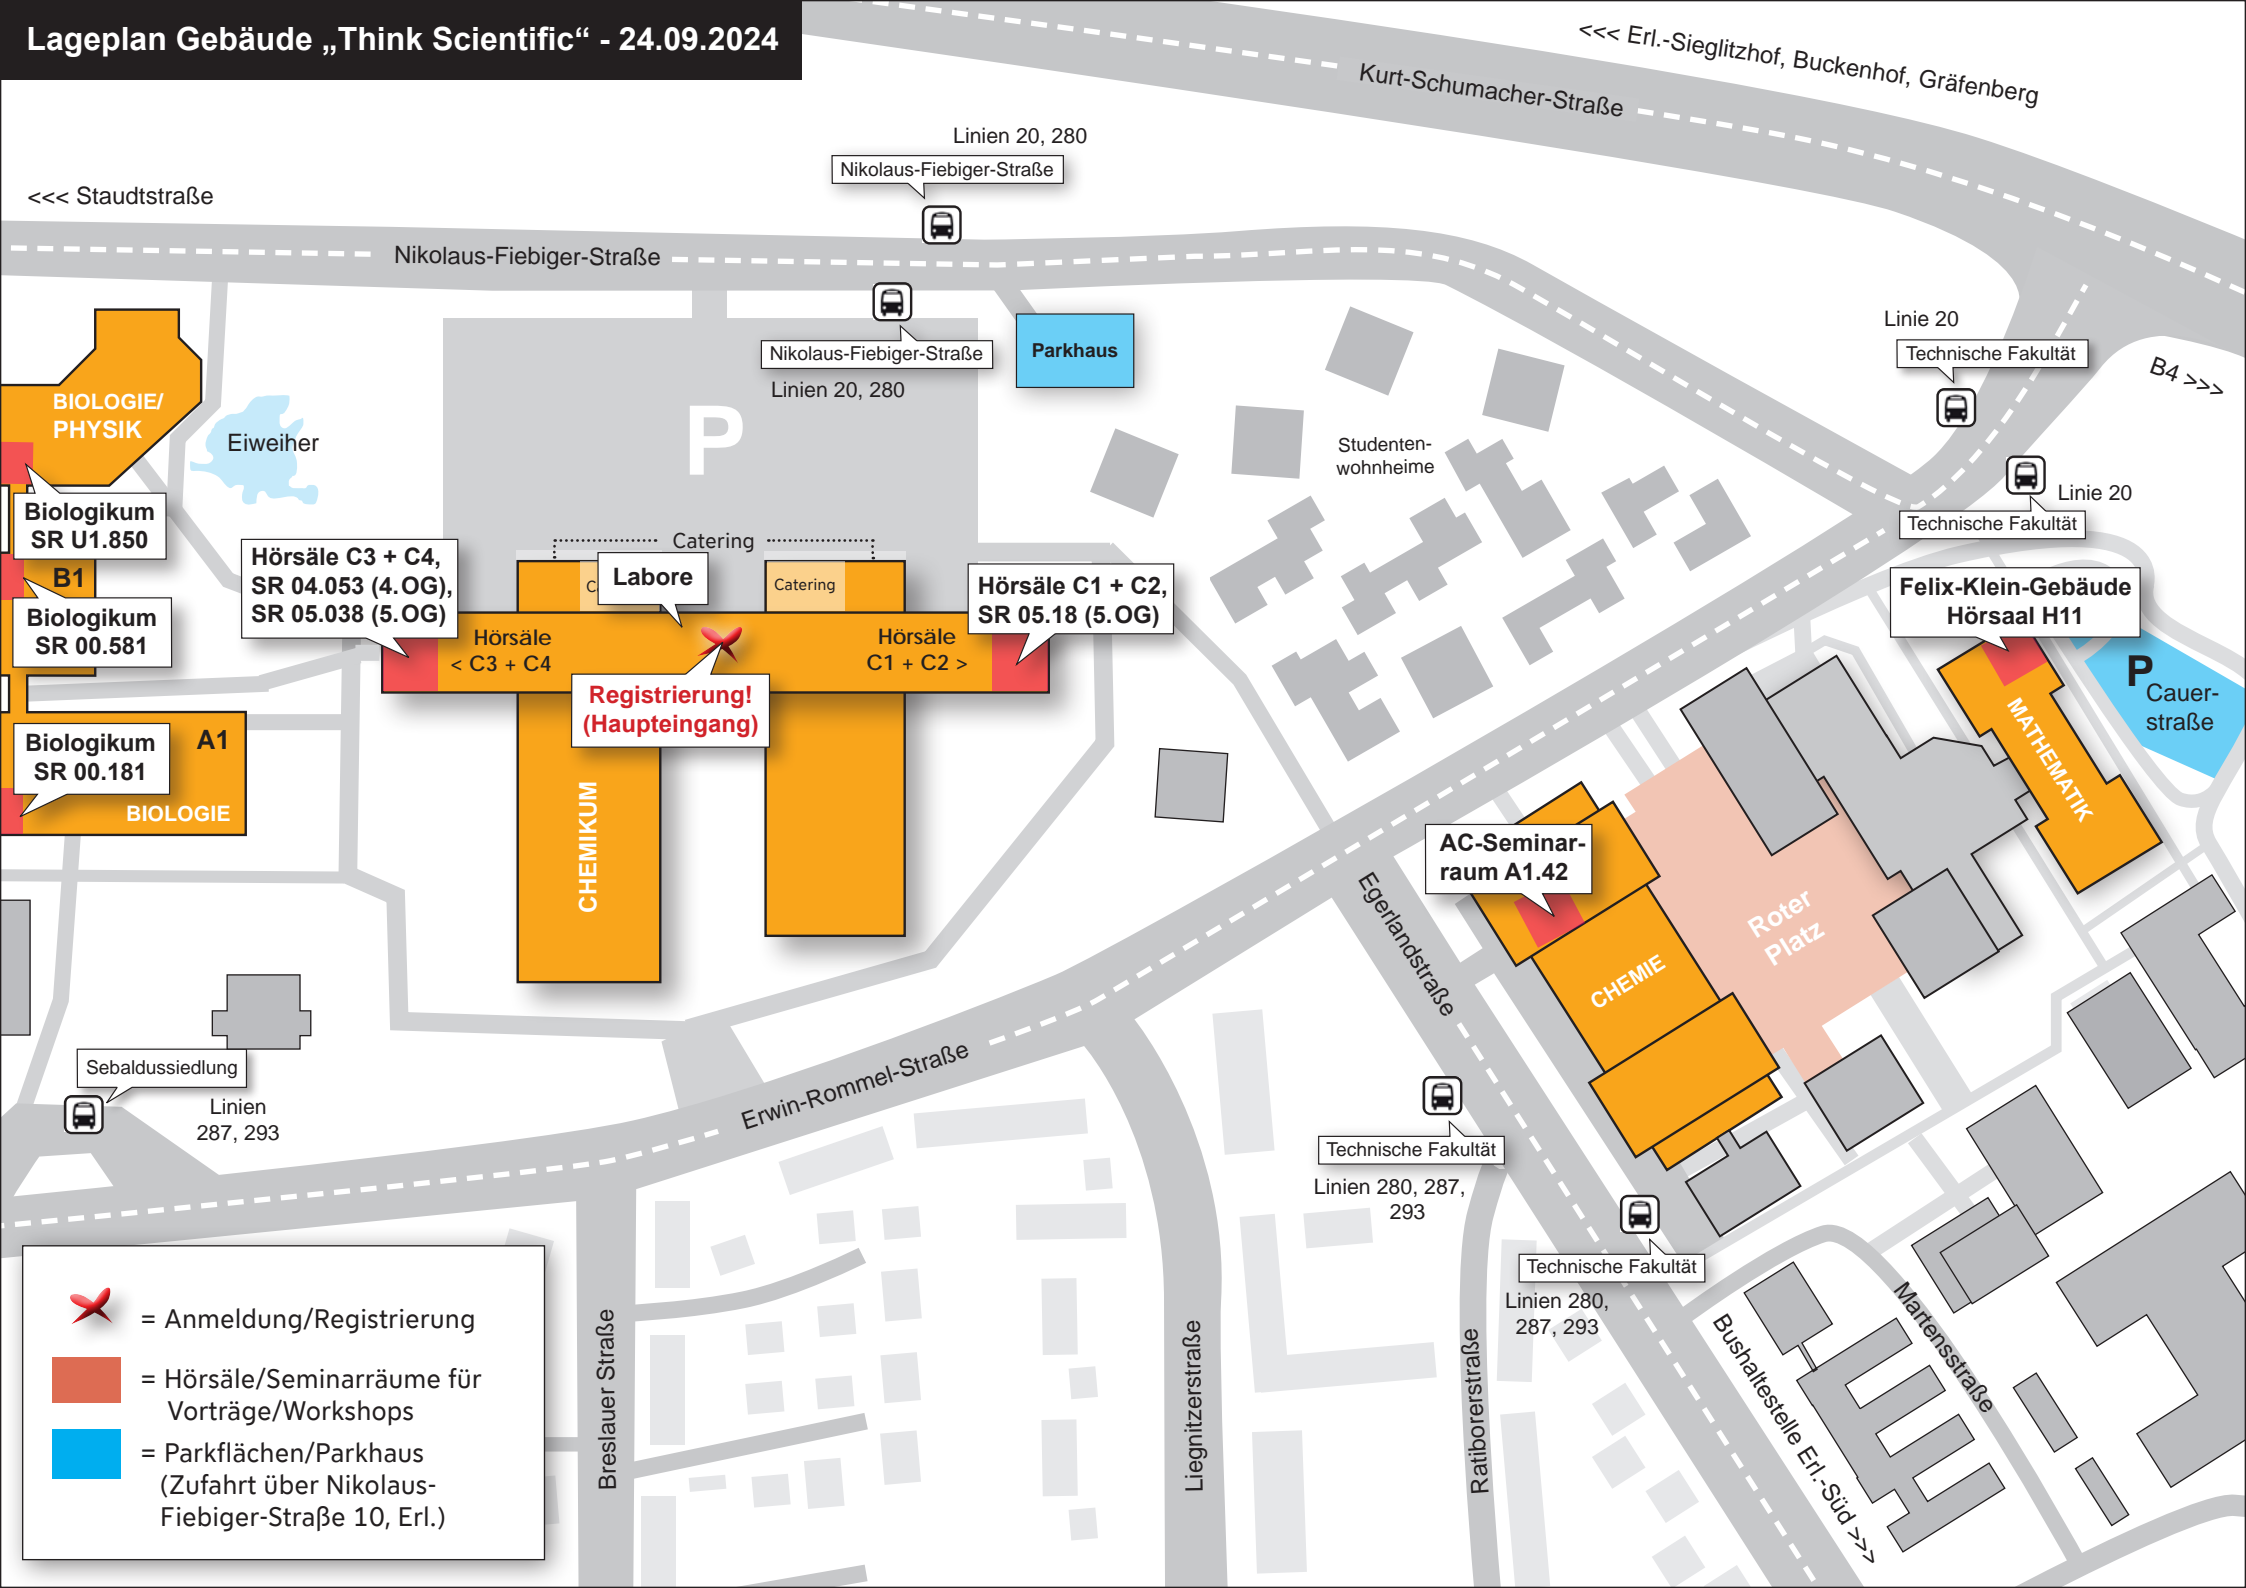 Lageplan Gebäude „Think Scientific“ - 24.09.2024
<<< Erl.-Sieglitzhof, Buckenhof, Gräfenberg
Kurt-Schumacher-Straße
Linien 20, 280
Nikolaus-Fiebiger-Straße
<<< Staudtstraße
Nikolaus-Fiebiger-Straße
Nikolaus-Fiebiger-Straße
Linien 20, 280
Parkhaus
P
Linie 20
Technische Fakultät
B4 >>>
Linie 20
Technische Fakultät
BIOLOGIE/
PHYSIK
Eiweiher
Studenten-
wohnheime
Biologikum
SR U1.850
B1
Biologikum
SR 00.581
Biologikum
SR 00.181
A1
BIOLOGIE
Hörsäle C3 + C4,
SR 04.053 (4.OG),
SR 05.038 (5.OG)
Catering
Labore
Catering
Hörsäle C1 + C2,
SR 05.18 (5.OG)
Hörsäle
< C3 + C4
Hörsäle
C1 + C2 >
Registrierung!
(Haupteingang)
CHEMIKUM
Felix-Klein-Gebäude
Hörsaal H11
P
Cauer-
straße
MATHEMATIK
AC-Seminar-
raum A1.42
Roter
Platz
CHEMIE
Egerlandstraße
Sebaldussiedlung
Linien
287, 293
Erwin-Rommel-Straße
Technische Fakultät
Linien 280, 287,
293
Technische Fakultät
Linien 280,
287, 293
Martensstraße
Bushaltestelle Erl.-Süd >>>
Breslauer Straße
Liegnitzerstraße
Ratiborerstraße
= Anmeldung/Registrierung
= Hörsäle/Seminarräume für
Vorträge/Workshops
= Parkflächen/Parkhaus
(Zufahrt über Nikolaus-
Fiebiger-Straße 10, Erl.)